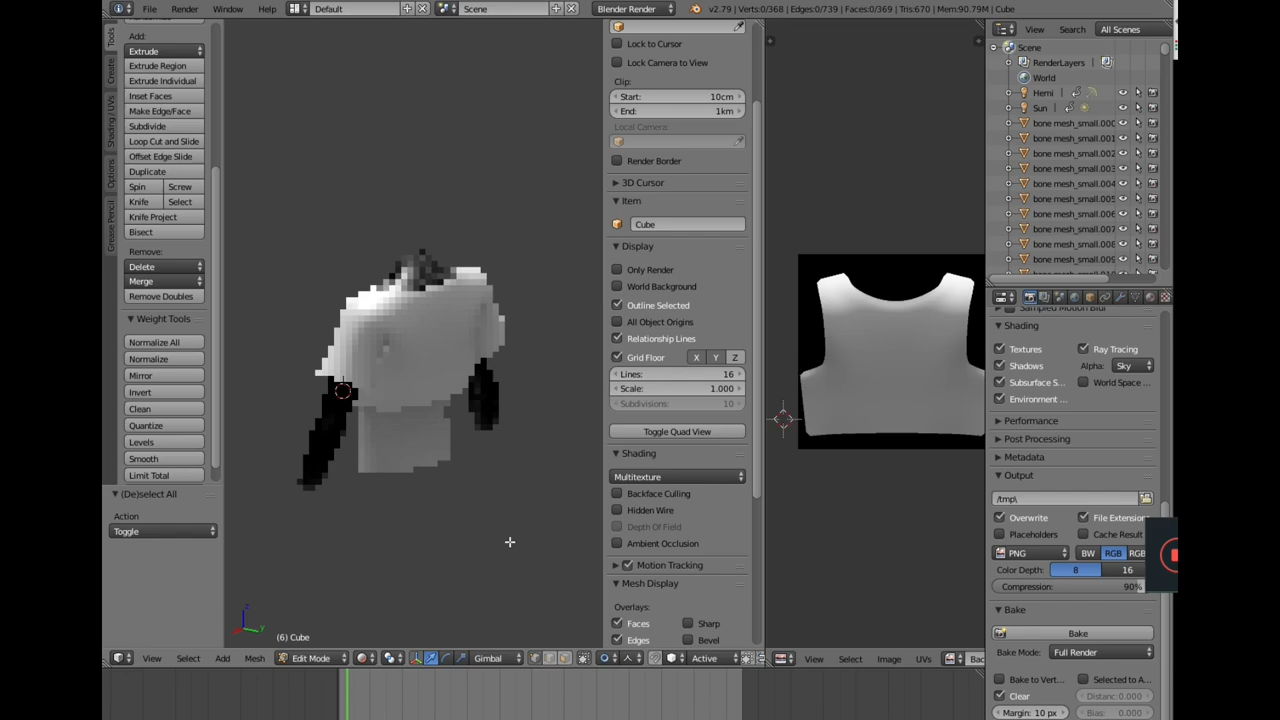 File Render Window Help Default Scene Blender Render v2.79 | Verts:0/368 | Edges:0/739 | Faces:0/369 | Tris:670 | Mem:90.79M | Cube
Tools
Create
Shading / UVs
Options
Grease Pencil
Add:
Extrude
Extrude Region
Extrude Individual
Inset Faces
Make Edge/Face
Subdivide
Loop Cut and Slide
Offset Edge Slide
Duplicate
Spin Screw
Knife Select
Knife Project
Bisect
Remove:
Delete
Merge
Remove Doubles
Weight Tools
Normalize All
Normalize
Mirror
Invert
Clean
Quantize
Levels
Smooth
Limit Total
(De)select All
Action
Toggle
z
y
(6) Cube
View Select Add Mesh Edit Mode Gimbal Active
Lock to Cursor
Lock Camera to View
Clip:
Start: 10cm
End: 1km
Local Camera:
Render Border
3D Cursor
Item
Cube
Display
Only Render
World Background
Outline Selected
All Object Origins
Relationship Lines
Grid Floor X Y Z
Lines: 16
Scale: 1.000
Subdivisions: 10
Toggle Quad View
Shading
Multitexture
Backface Culling
Hidden Wire
Depth Of Field
Ambient Occlusion
Motion Tracking
Mesh Display
Overlays:
Faces Sharp
Edges Bevel
View Select Image UVs Bac
View Search All Scenes
Scene
RenderLayers
World
Hemi
Sun
bone mesh_small.000
bone mesh_small.001
bone mesh_small.002
bone mesh_small.003
bone mesh_small.004
bone mesh_small.005
bone mesh_small.006
bone mesh_small.007
bone mesh_small.008
bone mesh_small.009
Sampled Motion Blur
Shading
Textures Ray Tracing
Shadows Alpha: Sky
Subsurface S... World Space ...
Environment ...
Performance
Post Processing
Metadata
Output
/tmp\
Overwrite File Extension
Placeholders Cache Result
PNG BW RGB RGB
Color Depth: 8 16
Compression: 90%
Bake
Bake
Bake Mode: Full Render
Bake to Vert... Selected to A...
Clear Distanc:0.000
Margin: 10 px Bias: 0.000